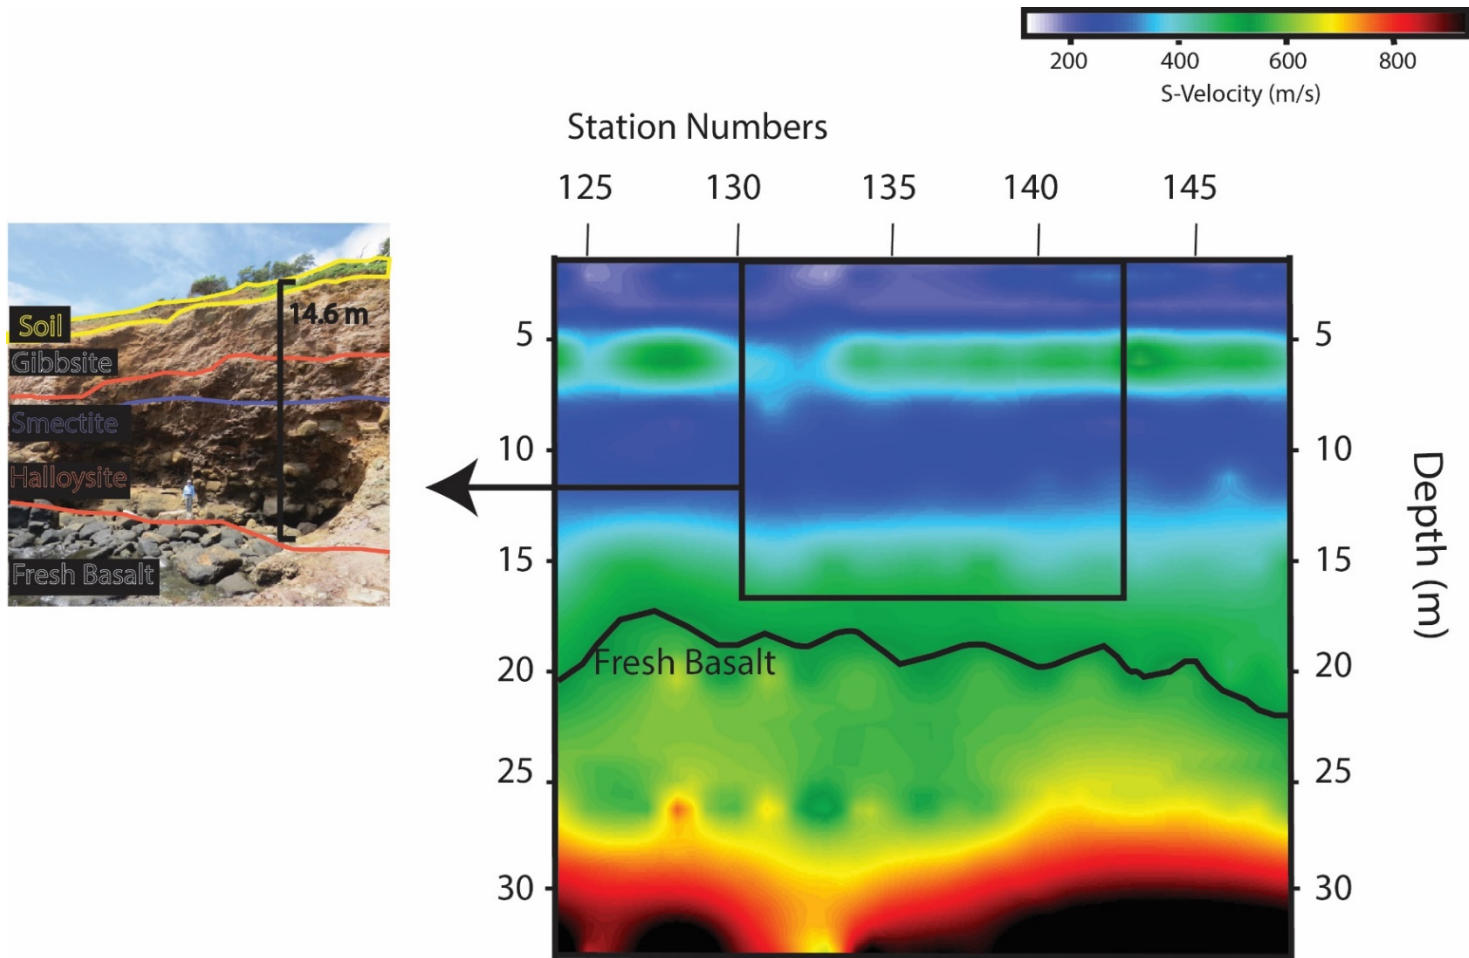 200 400 600 800
S-Velocity (m/s)
Station Numbers
125 130 135 140 145
14.6 m
Soil
Gibbsite
Smectite
Halloysite
Fresh Basalt
5 5
10 10
15 15
20 20
25 25
30 30
Fresh Basalt
Depth (m)